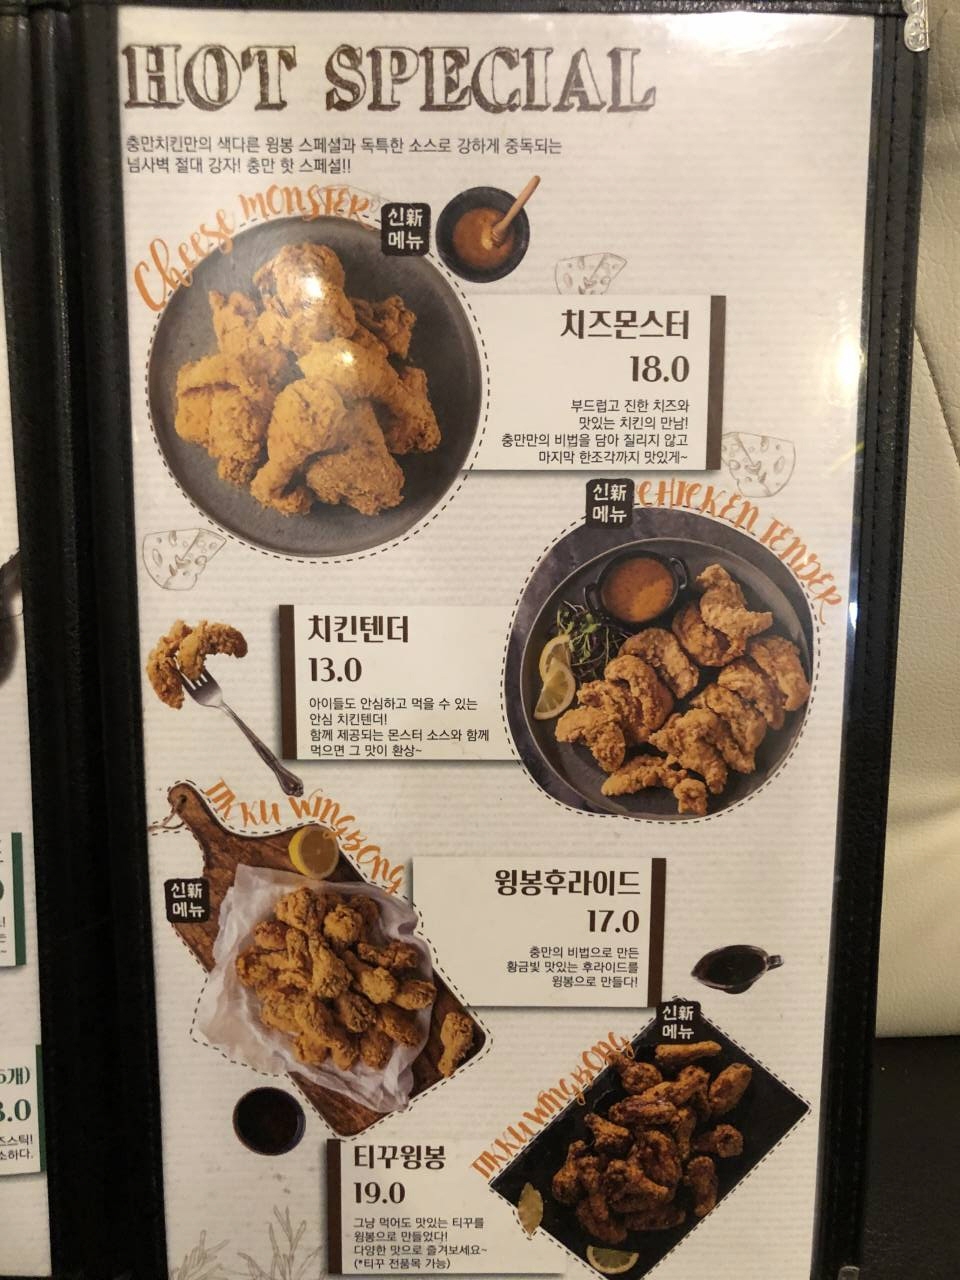 HOT SPECIAL
충만치킨만의 색다른 윙봉 스페셜과 독특한 소스로 강하게 중독되는
넘사벽 절대 강자! 충만 핫 스페셜!!
Cheese MONSTER
신新
메뉴
치즈몬스터
18.0
부드럽고 진한 치즈와
맛있는 치킨의 만남!
충만만의 비법을 담아 질리지 않고
마지막 한조각까지 맛있게~
신新
메뉴
CHICKEN TENDER
치킨텐더
13.0
아이들도 안심하고 먹을 수 있는
안심 치킨텐더!
함께 제공되는 몬스터 소스와 함께
먹으면 그 맛이 환상~
TIKKU WINGBONG
신新
메뉴
윙봉후라이드
17.0
충만의 비법으로 만든
황금빛 맛있는 후라이드를
윙봉으로 만들다!
신新
메뉴
TIKKU WINGBONG
티꾸윙봉
19.0
그냥 먹어도 맛있는 티꾸를
윙봉으로 만들었다!
다양한 맛으로 즐겨보세요~
(*티꾸 전품목 가능)